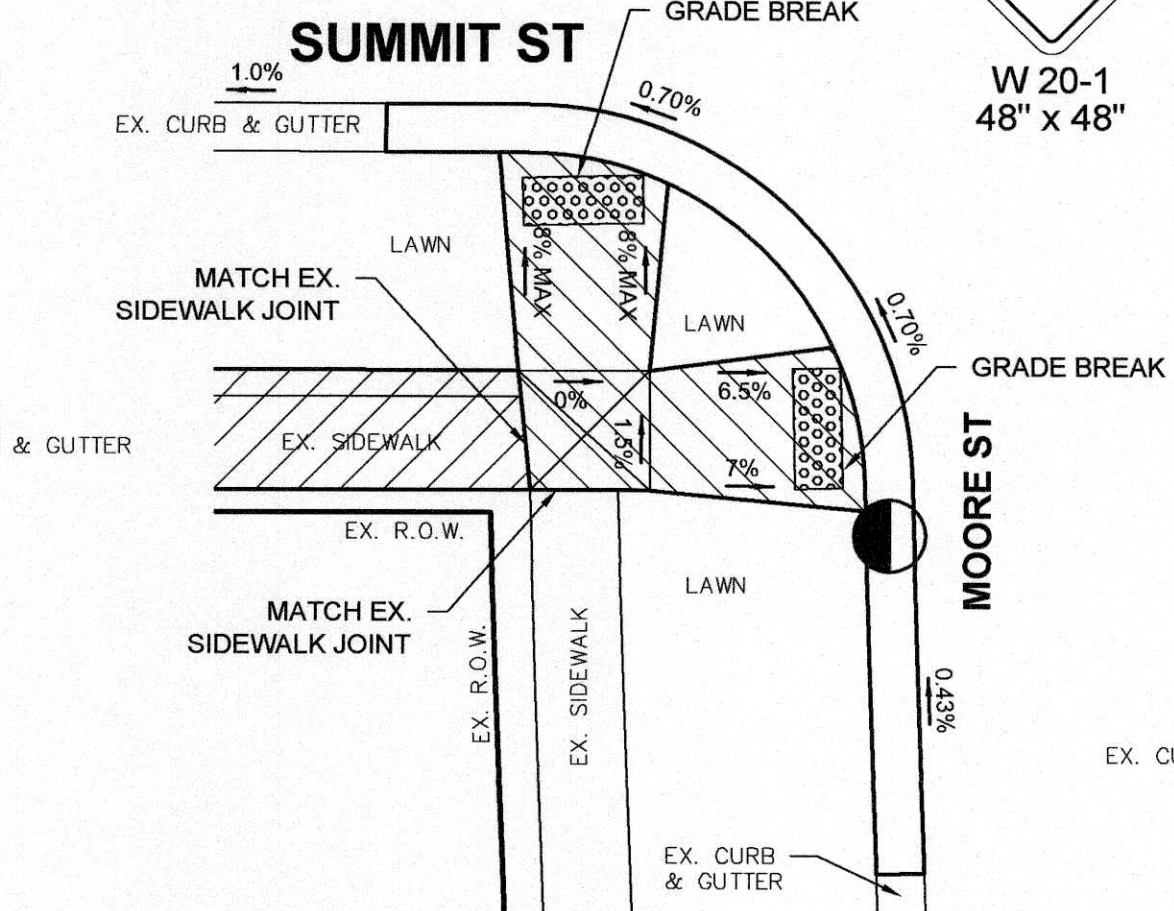 GRADE BREAK
SUMMIT ST
W 20-1
48" x 48"
1.0%
0.70%
EX. CURB & GUTTER
LAWN
8% MAX
8% MAX
MATCH EX.
SIDEWALK JOINT
0.70%
LAWN
GRADE BREAK
0%
6.5%
& GUTTER
EX. SIDEWALK
1.5%
7%
MOORE ST
EX. R.O.W.
LAWN
MATCH EX.
SIDEWALK JOINT
EX. R.O.W.
EX. SIDEWALK
0.43%
EX. CU
EX. CURB
& GUTTER